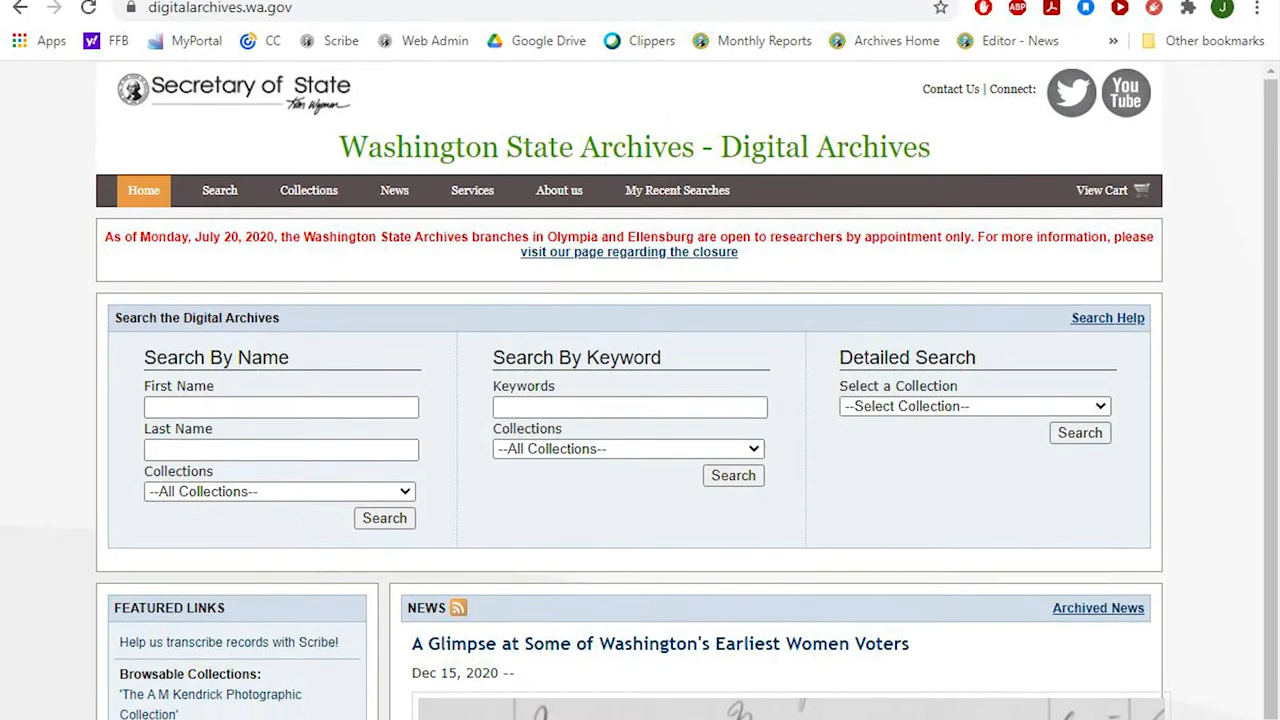 digitalarchives.wa.gov
ABP
J
Apps
FFB
MyPortal
CC
Scribe
Web Admin
Google Drive
Clippers
Monthly Reports
Archives Home
Editor - News
»
Other bookmarks
Secretary of State
Kim Wyman
Contact Us | Connect:
You
Tube
Washington State Archives - Digital Archives
Home
Search
Collections
News
Services
About us
My Recent Searches
View Cart
As of Monday, July 20, 2020, the Washington State Archives branches in Olympia and Ellensburg are open to researchers by appointment only. For more information, please
visit our page regarding the closure
Search the Digital Archives
Search Help
Search By Name
First Name
Last Name
Collections
--All Collections--
Search
Search By Keyword
Keywords
Collections
--All Collections--
Search
Detailed Search
Select a Collection
--Select Collection--
Search
FEATURED LINKS
Help us transcribe records with Scribe!
Browsable Collections:
'The A M Kendrick Photographic
Collection'
NEWS
Archived News
A Glimpse at Some of Washington's Earliest Women Voters
Dec 15, 2020 --